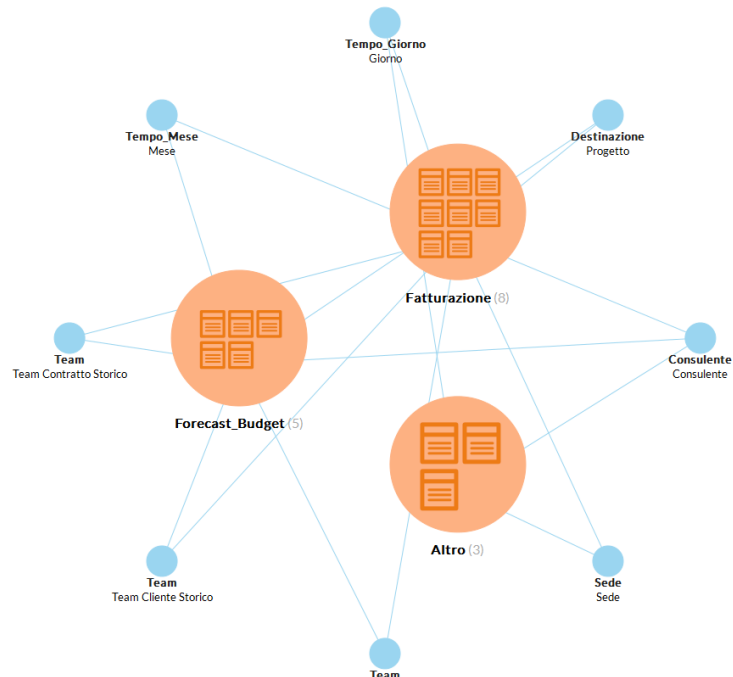 Tempo_Giorno
Giorno
Tempo_Mese
Mese
Destinazione
Progetto
Fatturazione (8)
Team
Team Contratto Storico
Consulente
Consulente
Forecast_Budget (5)
Altro (3)
Team
Team Cliente Storico
Sede
Sede
Team